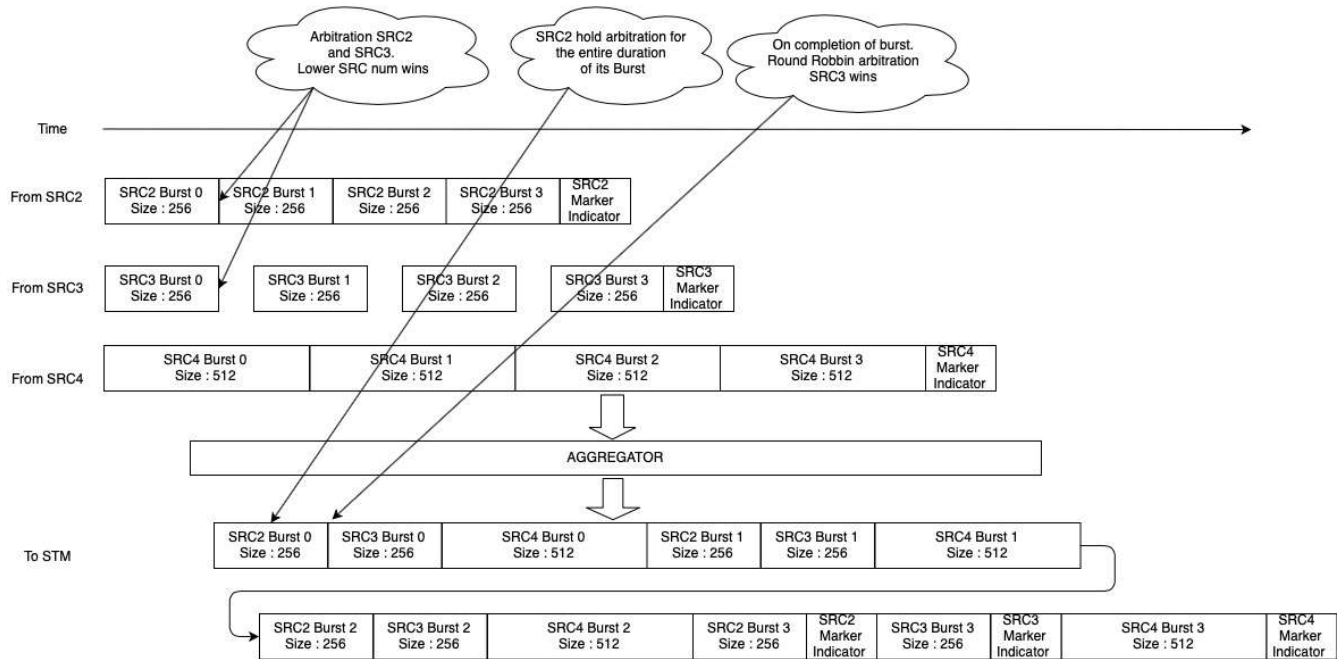 Arbitration SRC2
and SRC3.
Lower SRC num wins
SRC2 hold arbitration for
the entire duration
of its Burst
On completion of burst.
Round Robbin arbitration
SRC3 wins
Time
From SRC2
SRC2 Burst 0
Size : 256
SRC2 Burst 1
Size : 256
SRC2 Burst 2
Size : 256
SRC2 Burst 3
Size : 256
SRC2
Marker
Indicator
From SRC3
SRC3 Burst 0
Size : 256
SRC3 Burst 1
Size : 256
SRC3 Burst 2
Size : 256
SRC3 Burst 3
Size : 256
SRC3
Marker
Indicator
From SRC4
SRC4 Burst 0
Size : 512
SRC4 Burst 1
Size : 512
SRC4 Burst 2
Size : 512
SRC4 Burst 3
Size : 512
SRC4
Marker
Indicator
AGGREGATOR
To STM
SRC2 Burst 0
Size : 256
SRC3 Burst 0
Size : 256
SRC4 Burst 0
Size : 512
SRC2 Burst 1
Size : 256
SRC3 Burst 1
Size : 256
SRC4 Burst 1
Size : 512
SRC2 Burst 2
Size : 256
SRC3 Burst 2
Size : 256
SRC4 Burst 2
Size : 512
SRC2 Burst 3
Size : 256
SRC2
Marker
Indicator
SRC3 Burst 3
Size : 256
SRC3
Marker
Indicator
SRC4 Burst 3
Size : 512
SRC4
Marker
Indicator